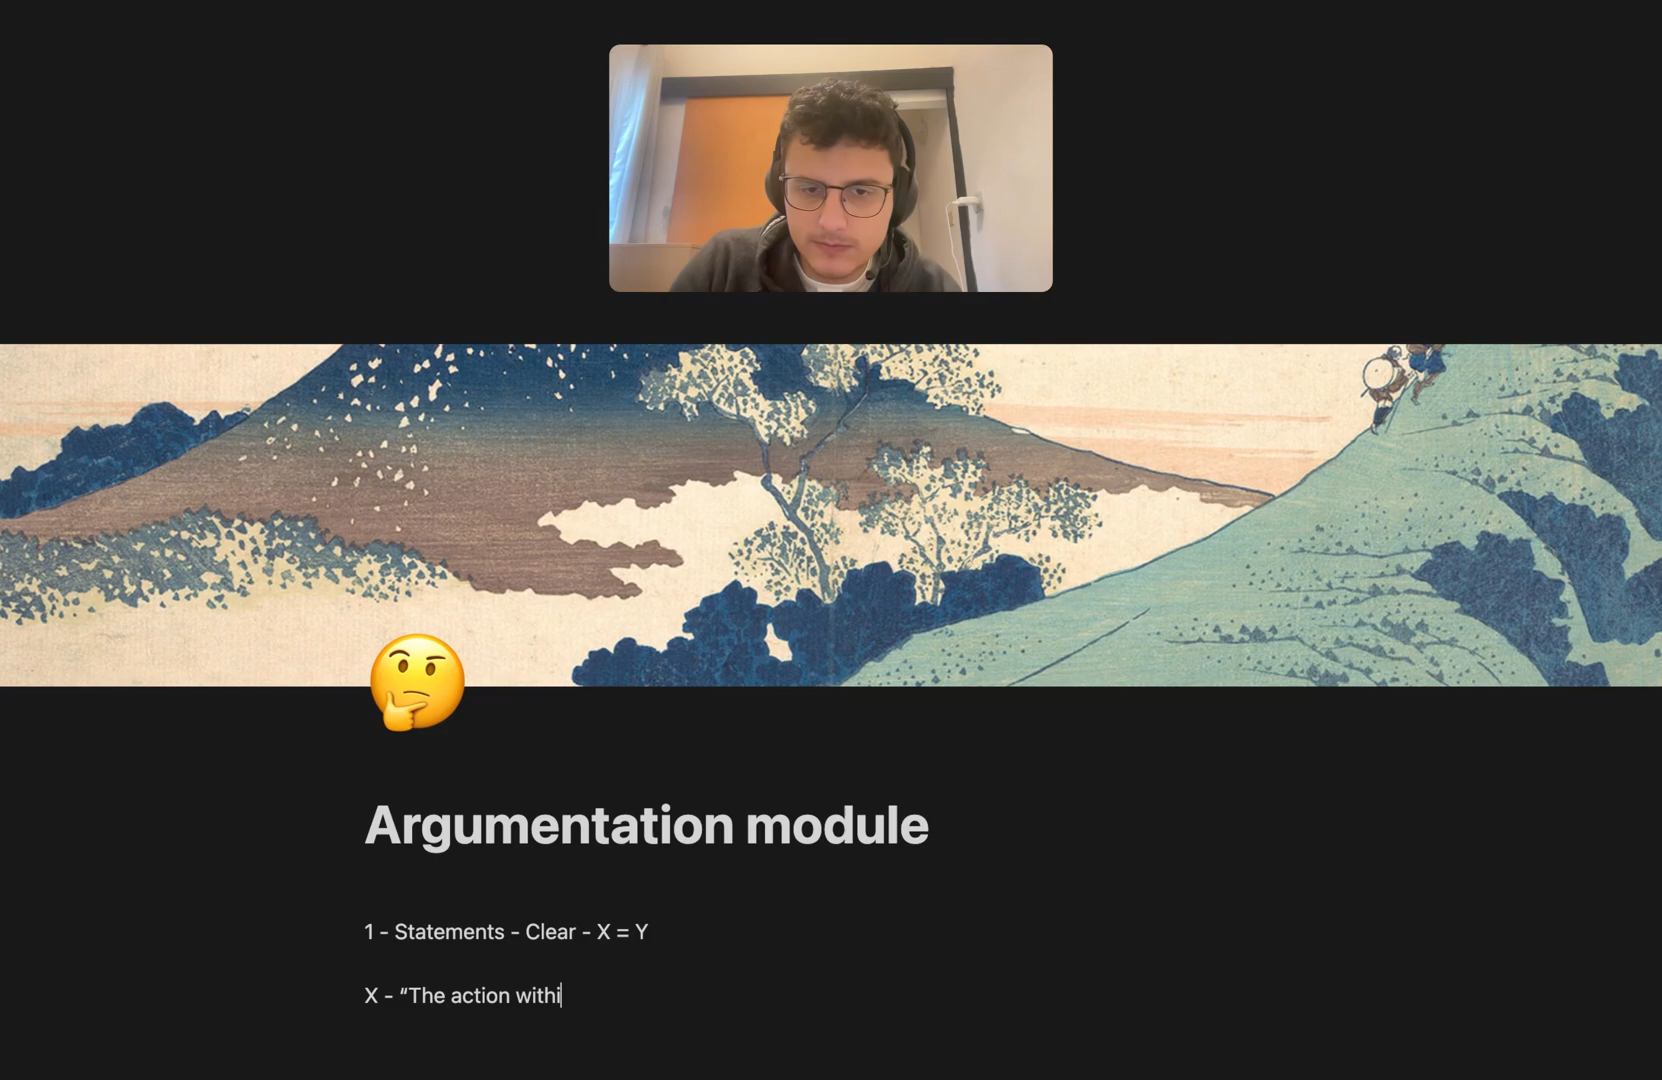 Argumentation module
1 - Statements - Clear - X = Y
X - “The action withi